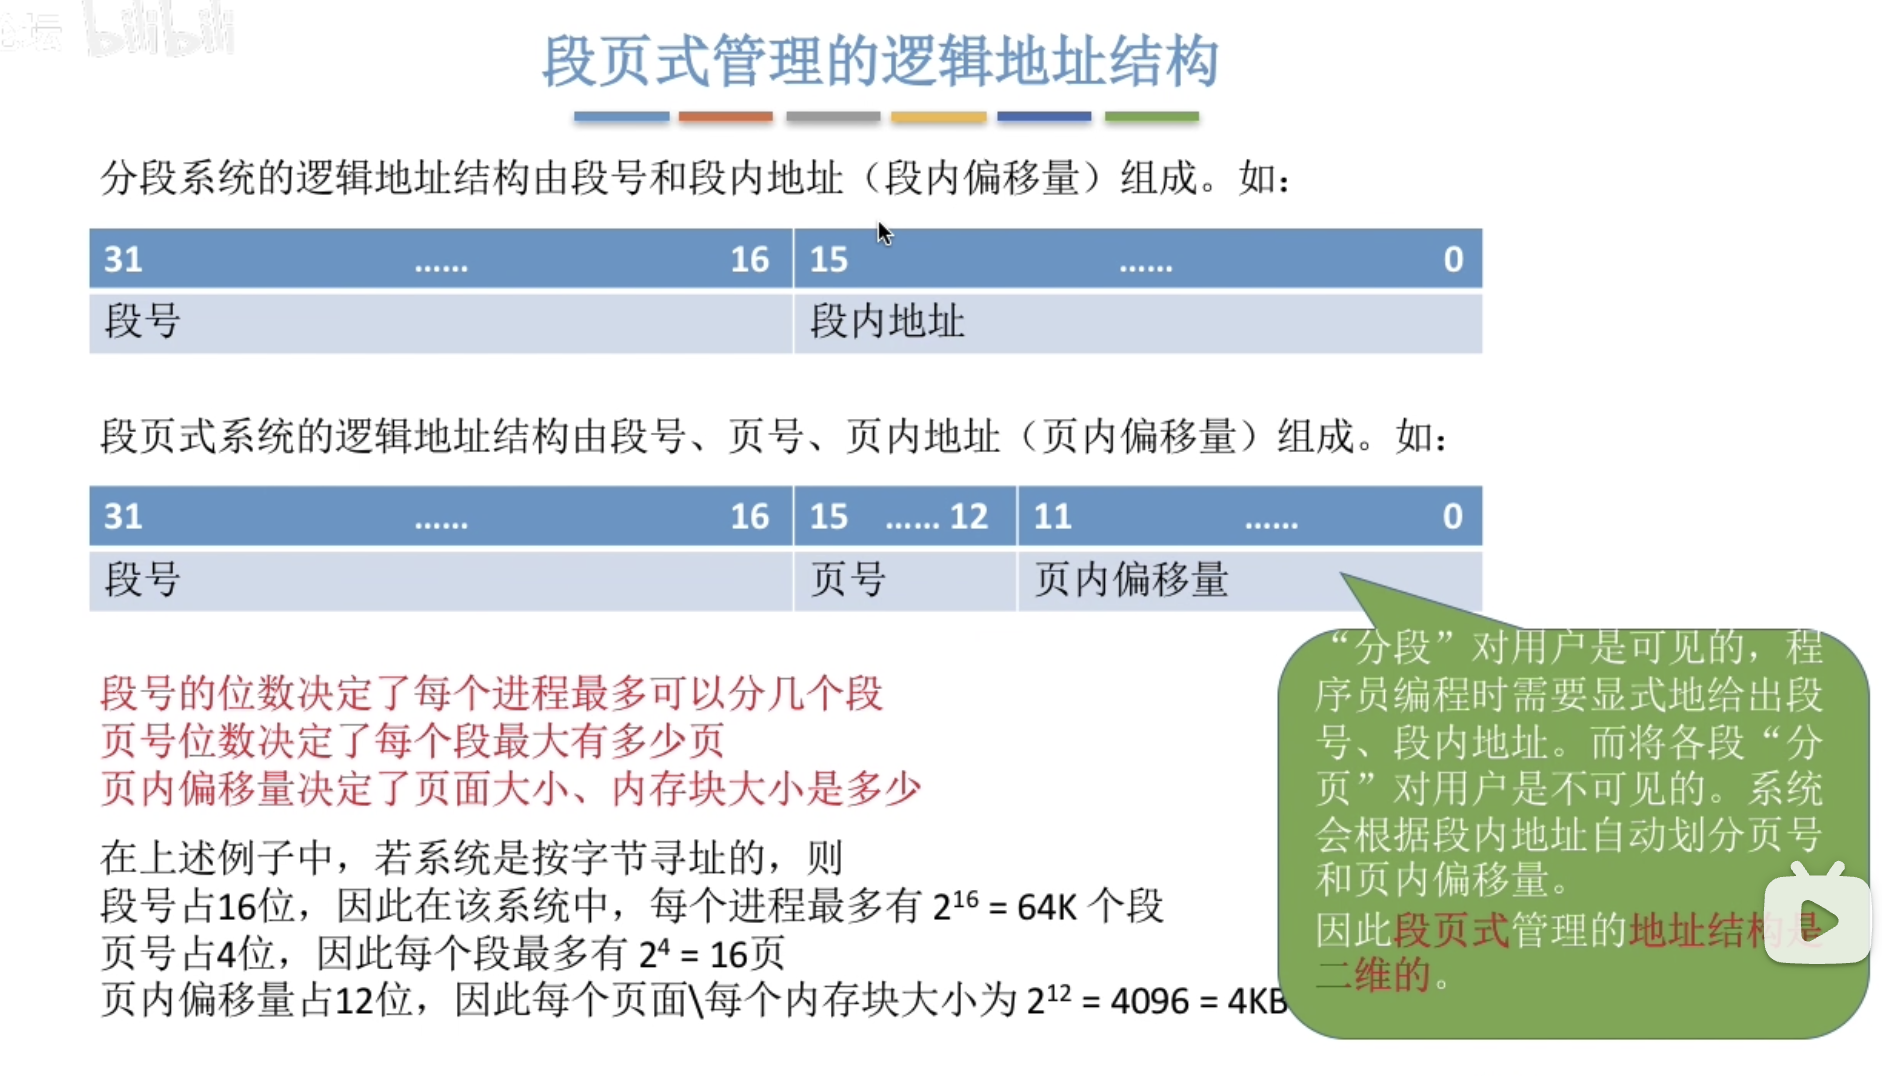 坛 bilibili
段页式管理的逻辑地址结构
分段系统的逻辑地址结构由段号和段内地址（段内偏移量）组成。如：
31 …… 16 15 …… 0
段号 段内地址
段页式系统的逻辑地址结构由段号、页号、页内地址（页内偏移量）组成。如：
31 …… 16 15 …… 12 11 …… 0
段号 页号 页内偏移量
段号的位数决定了每个进程最多可以分几个段
页号位数决定了每个段最大有多少页
页内偏移量决定了页面大小、内存块大小是多少
在上述例子中，若系统是按字节寻址的，则
段号占16位，因此在该系统中，每个进程最多有 2¹⁶ = 64K 个段
页号占4位，因此每个段最多有 2⁴ = 16页
页内偏移量占12位，因此每个页面\每个内存块大小为 2¹² = 4096 = 4KB
“分段”对用户是可见的，程
序员编程时需要显式地给出段
号、段内地址。而将各段“分
页”对用户是不可见的。系统
会根据段内地址自动划分页号
和页内偏移量。
因此段页式管理的地址结构是
二维的。